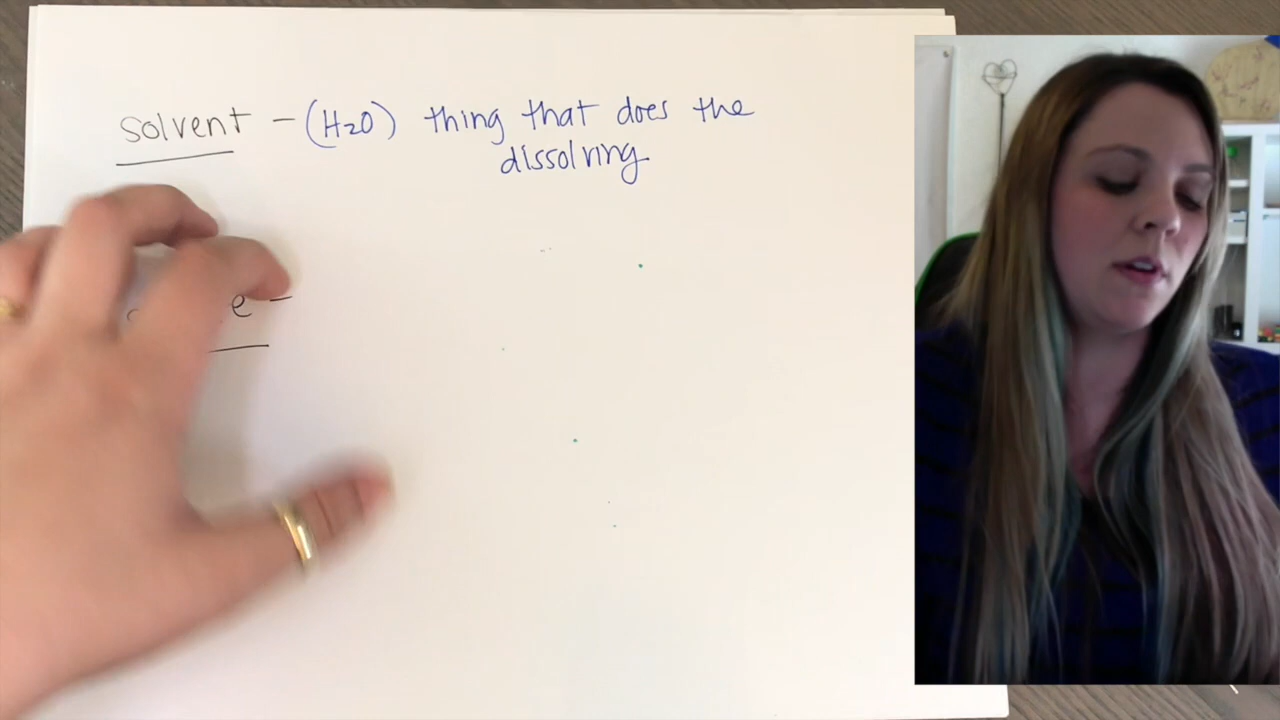 solvent - (H2O) thing that does the
dissolving